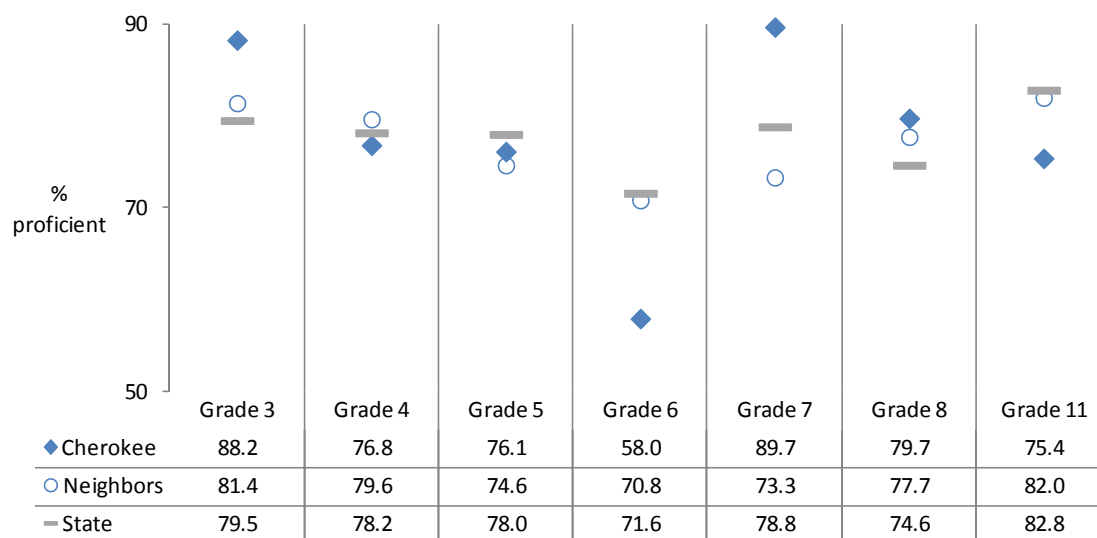 90
%
proficient
70
50
Grade 3 Grade 4 Grade 5 Grade 6 Grade 7 Grade 8 Grade 11
Cherokee 88.2 76.8 76.1 58.0 89.7 79.7 75.4
Neighbors 81.4 79.6 74.6 70.8 73.3 77.7 82.0
State 79.5 78.2 78.0 71.6 78.8 74.6 82.8